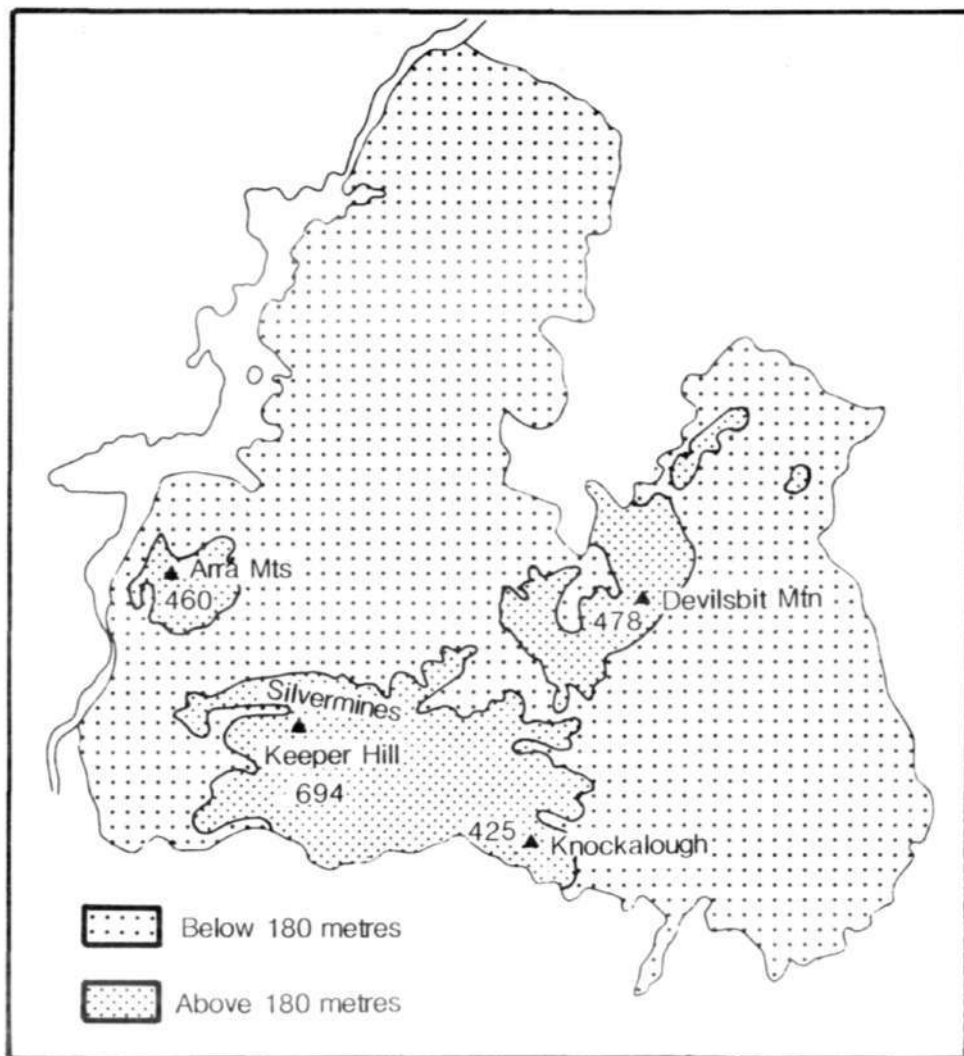 Arra Mts
460
Devilsbit Mtn
478
Silvermines
Keeper Hill
694
425
Knockalough
Below 180 metres
Above 180 metres